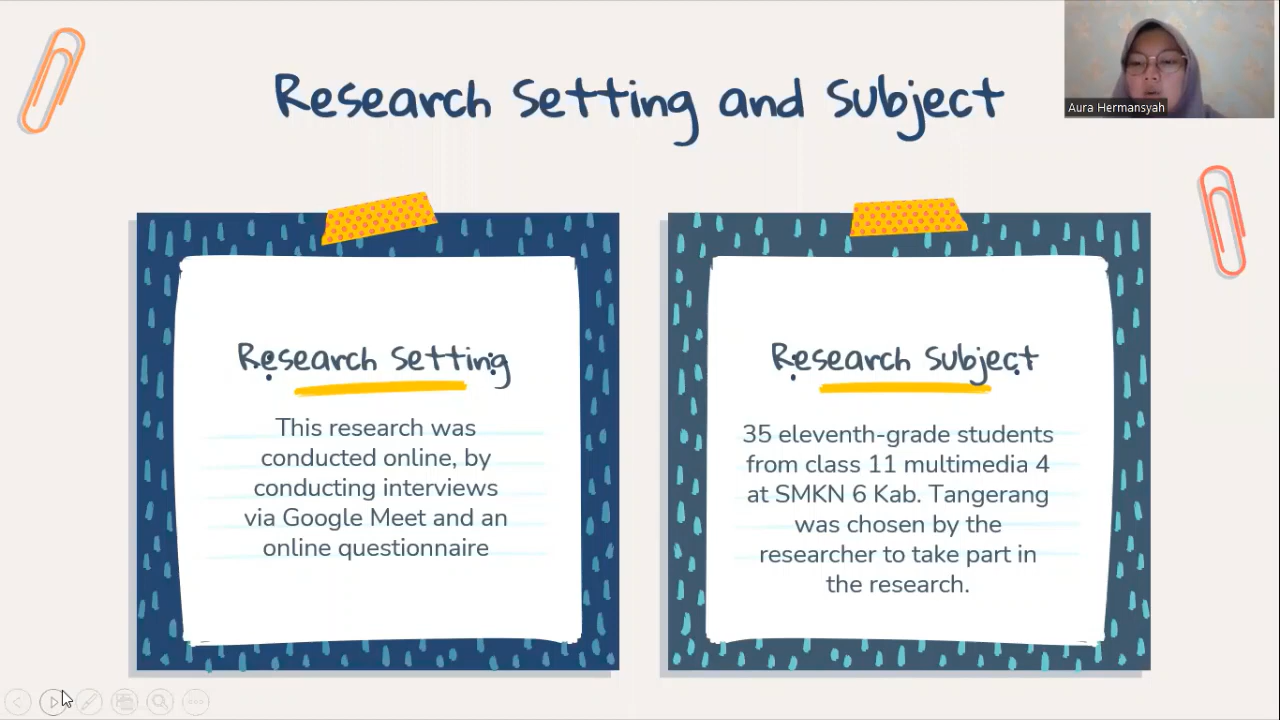 Research Setting and Subject
Aura Hermansyah
Research Setting
This research was
conducted online, by
conducting interviews
via Google Meet and an
online questionnaire
Research Subject
35 eleventh-grade students
from class 11 multimedia 4
at SMKN 6 Kab. Tangerang
was chosen by the
researcher to take part in
the research.